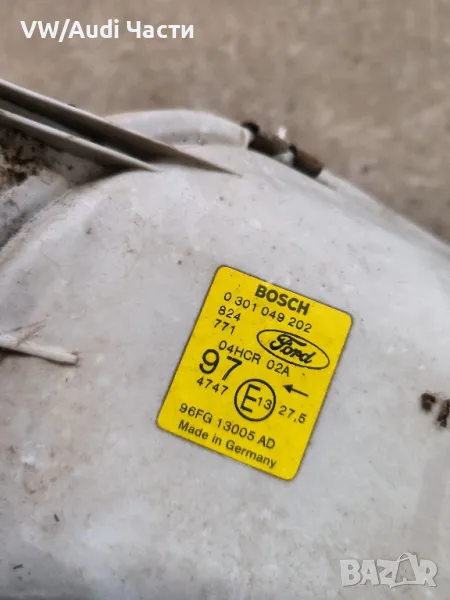 VW/Audi Части
BOSCH
0 301 049 202
824
771
Ford
04HCR 02A
97
4747
E13
27,5
96FG 13005 AD
Made in Germany
BAZAR